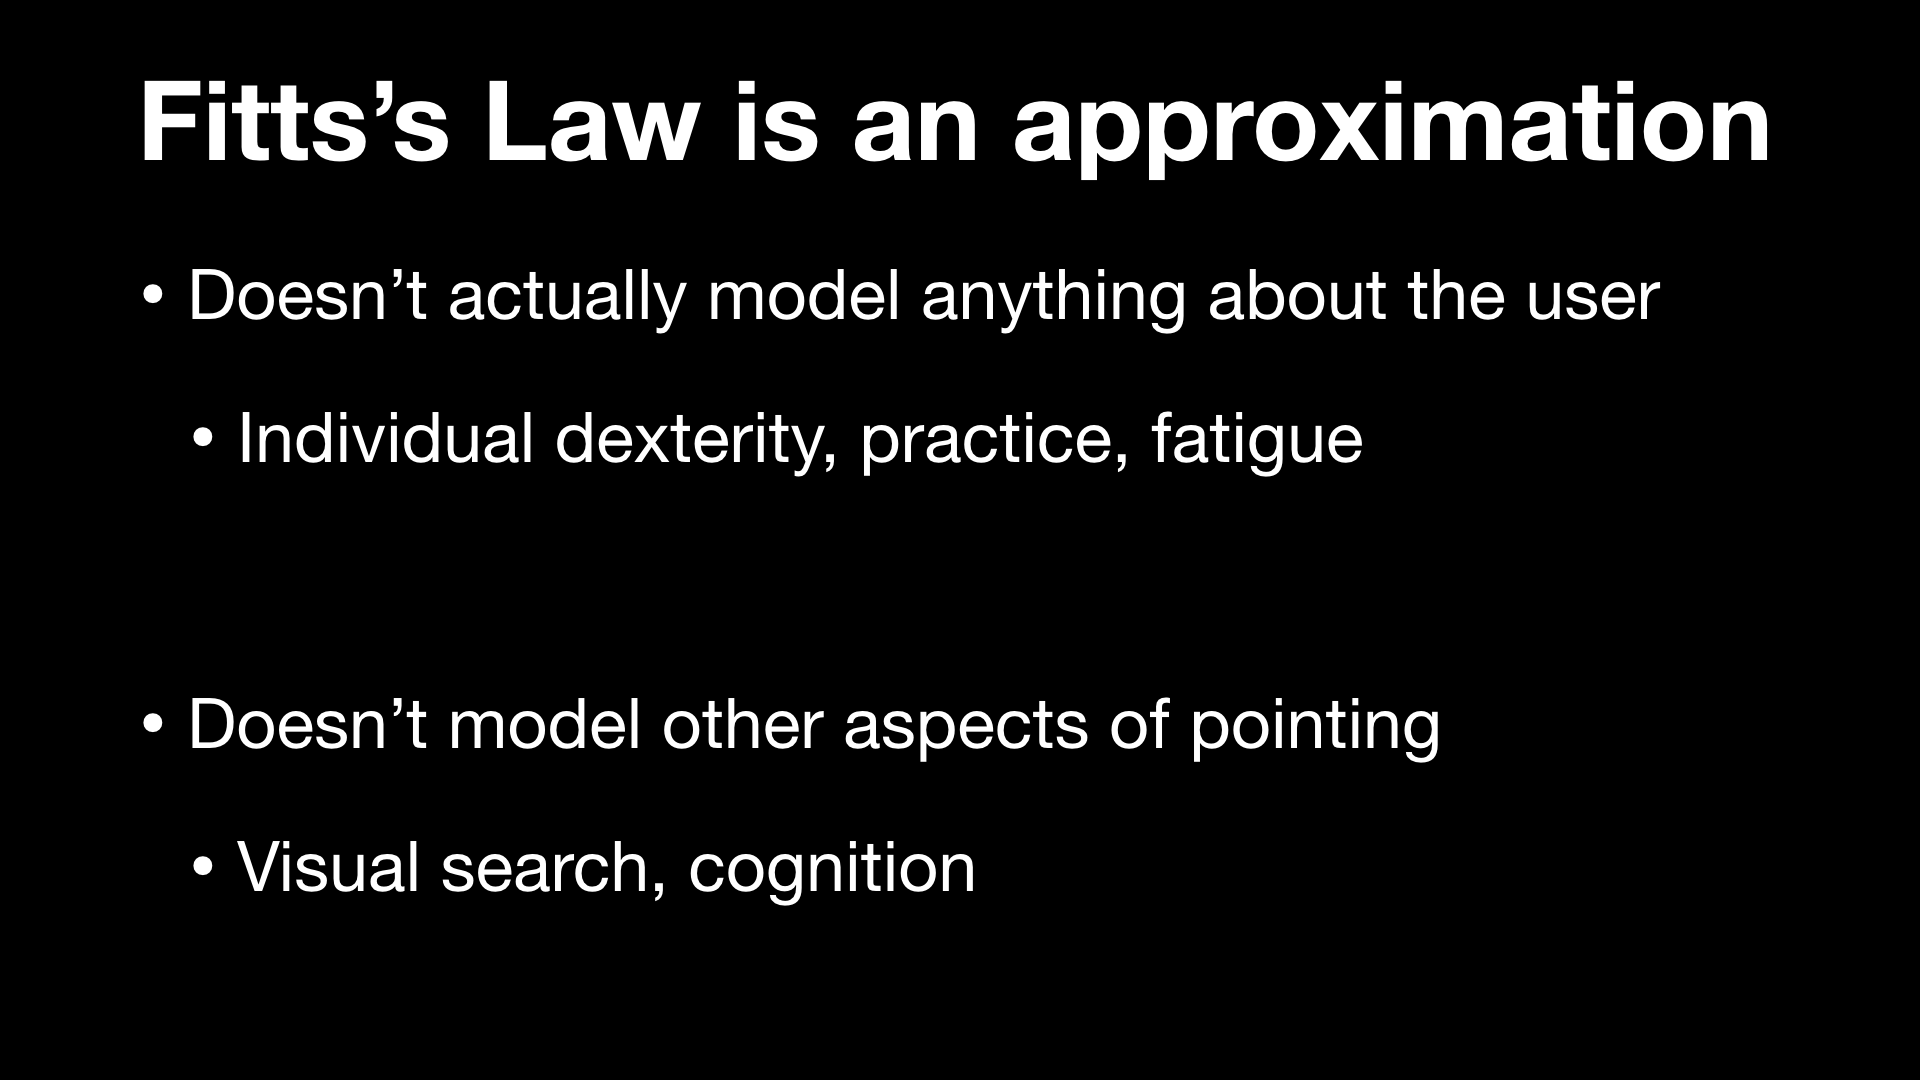 Fitts’s Law is an approximation
• Doesn’t actually model anything about the user
• Individual dexterity, practice, fatigue
• Doesn’t model other aspects of pointing
• Visual search, cognition